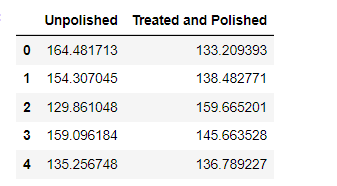 Unpolished Treated and Polished
0 164.481713 133.209393
1 154.307045 138.482771
2 129.861048 159.665201
3 159.096184 145.663528
4 135.256748 136.789227